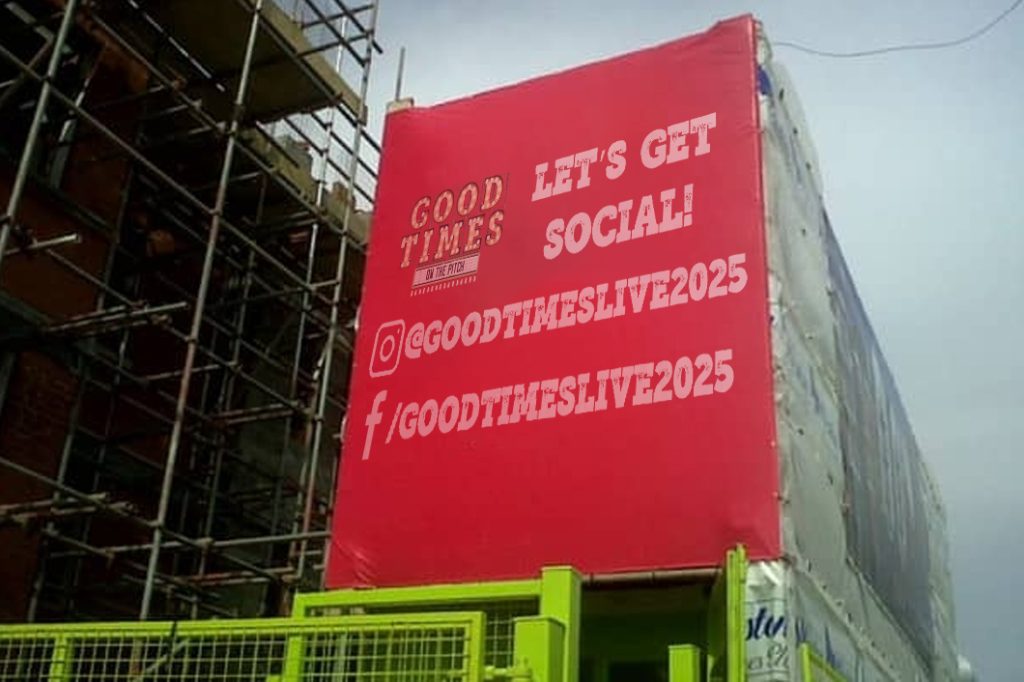 GOOD
TIMES
ON THE PITCH
LET'S GET
SOCIAL!
@GOODTIMESLIVE2025
f/GOODTIMESLIVE2025